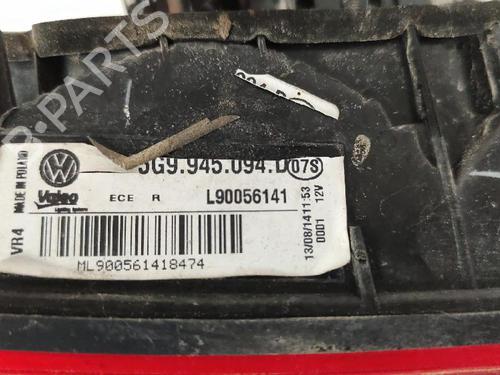 3G9.945.094.D 07S
Valeo
ECE R
L90056141
MADE IN POLAND
VR4
13/08/14 11:53
0001 12V
ML900561418474
B-PARTS